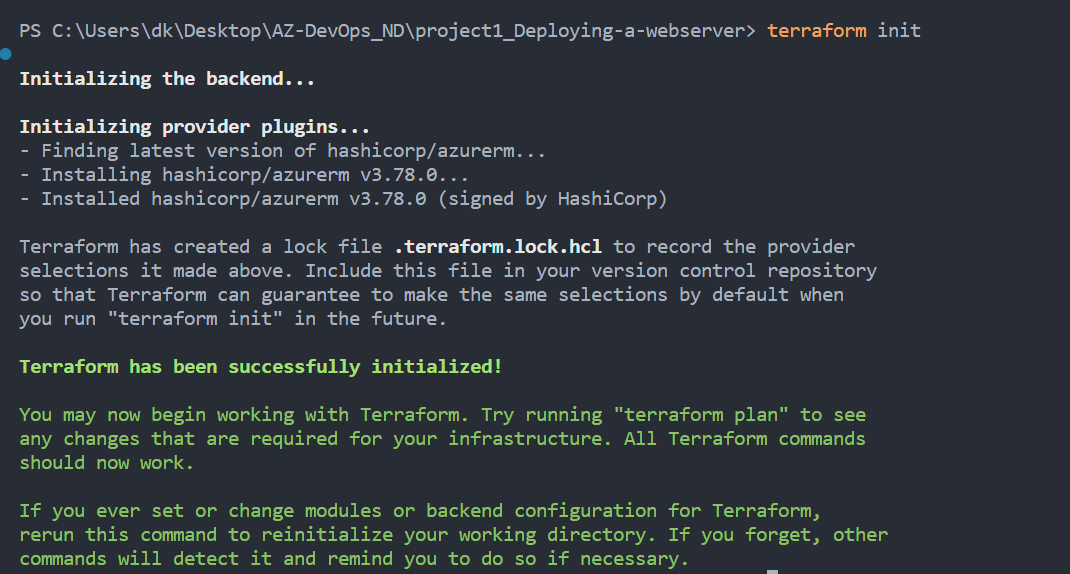 PS C:\Users\dk\Desktop\AZ-DevOps_ND\project1_Deploying-a-webserver> terraform init
Initializing the backend...
Initializing provider plugins...
- Finding latest version of hashicorp/azurerm...
- Installing hashicorp/azurerm v3.78.0...
- Installed hashicorp/azurerm v3.78.0 (signed by HashiCorp)
Terraform has created a lock file .terraform.lock.hcl to record the provider
selections it made above. Include this file in your version control repository
so that Terraform can guarantee to make the same selections by default when
you run "terraform init" in the future.
Terraform has been successfully initialized!
You may now begin working with Terraform. Try running "terraform plan" to see
any changes that are required for your infrastructure. All Terraform commands
should now work.
If you ever set or change modules or backend configuration for Terraform,
rerun this command to reinitialize your working directory. If you forget, other
commands will detect it and remind you to do so if necessary.